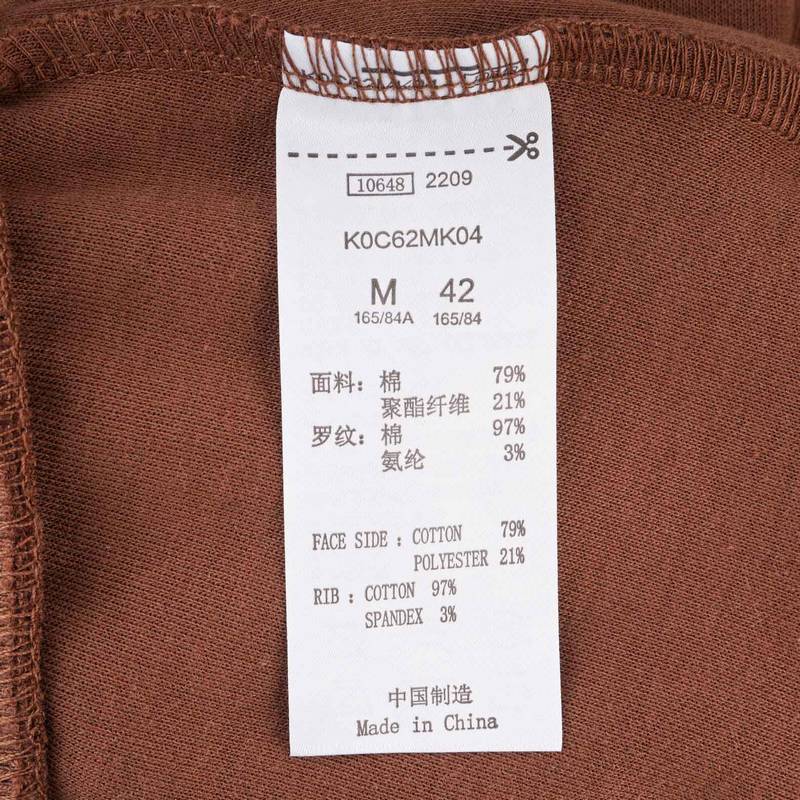 10648 2209
K0C62MK04
M 42
165/84A 165/84
面料：棉 79%
聚酯纤维 21%
罗纹：棉 97%
氨纶 3%
FACE SIDE : COTTON 79%
POLYESTER 21%
RIB : COTTON 97%
SPANDEX 3%
中国制造
Made in China